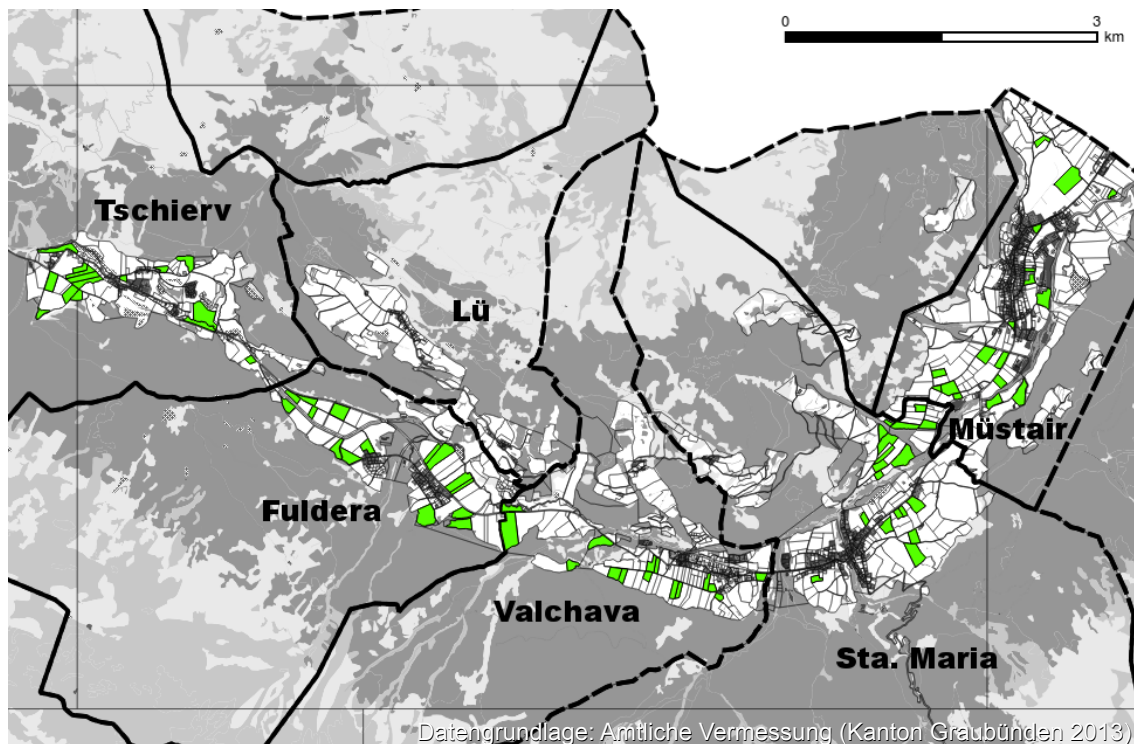 0 3
km
Tschierv
Lü
Müstair
Fuldera
Valchava
Sta. Maria
Datengrundlage: Amtliche Vermessung (Kanton Graubünden 2013)